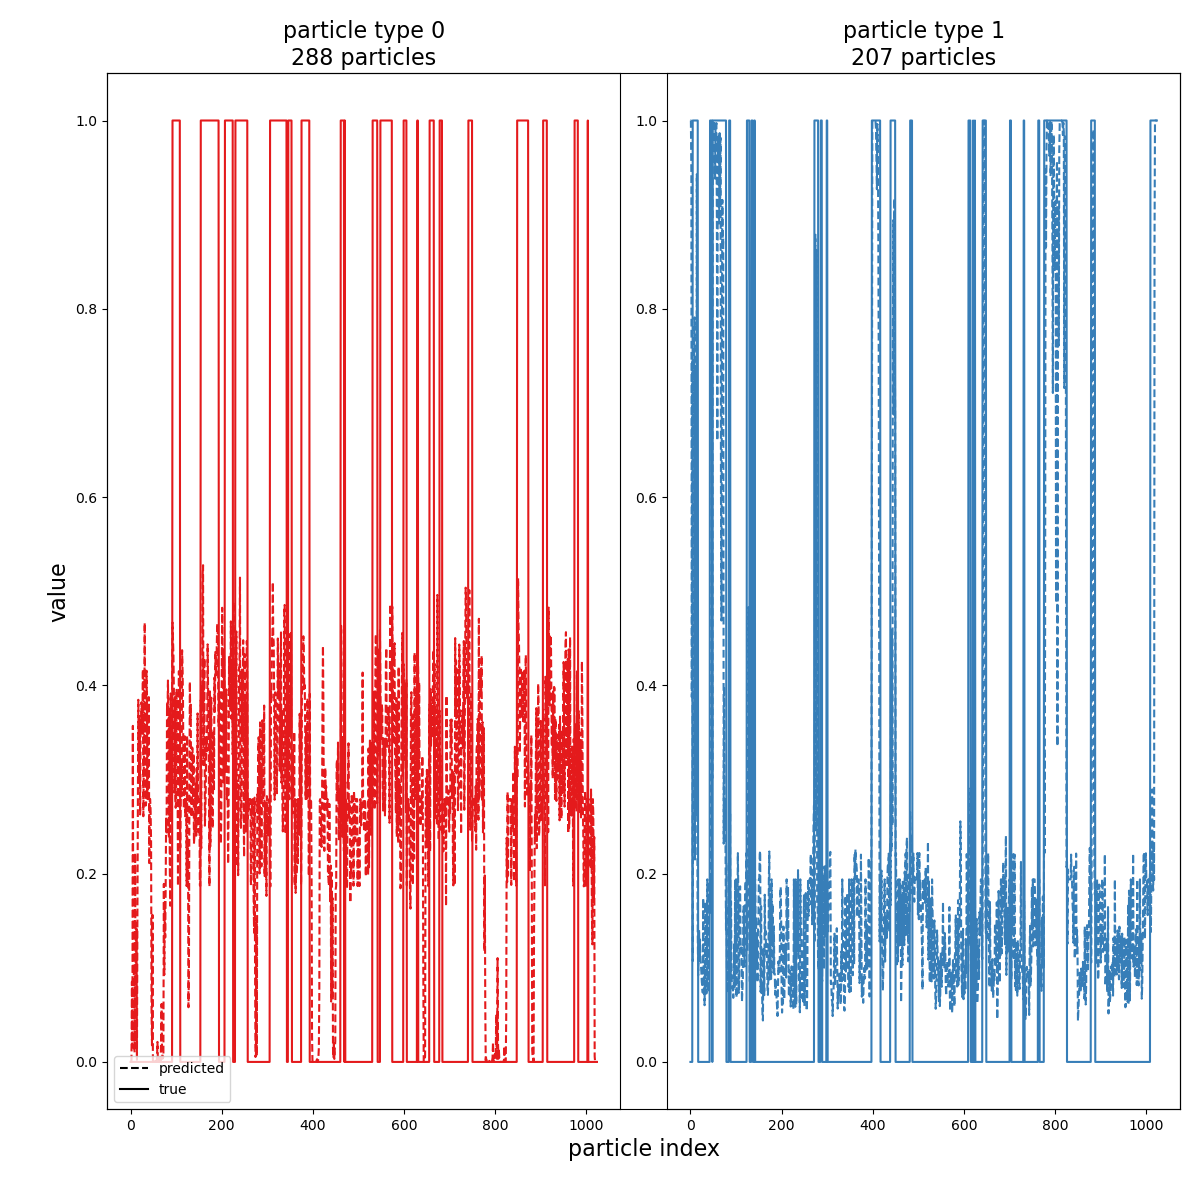 particle type 0
288 particles
particle type 1
207 particles
value
1.0
0.8
0.6
0.4
0.2
0.0
1.0
0.8
0.6
0.4
0.2
0.0
predicted
true
0 200 400 600 800 1000
0 200 400 600 800 1000
particle index